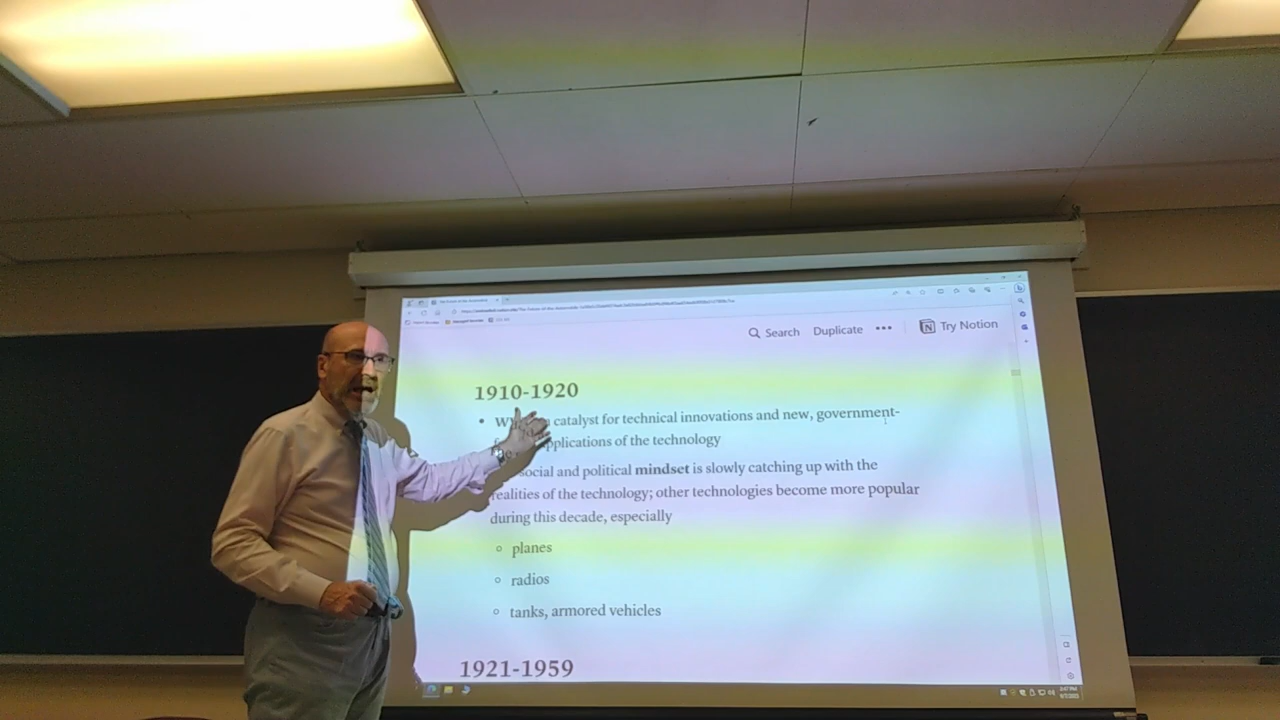 Search Duplicate ••• Try Notion
1910-1920
• catalyst for technical innovations and new, government-
applications of the technology
social and political mindset is slowly catching up with the
realities of the technology; other technologies become more popular
during this decade, especially
planes
radios
tanks, armored vehicles
1921-1959